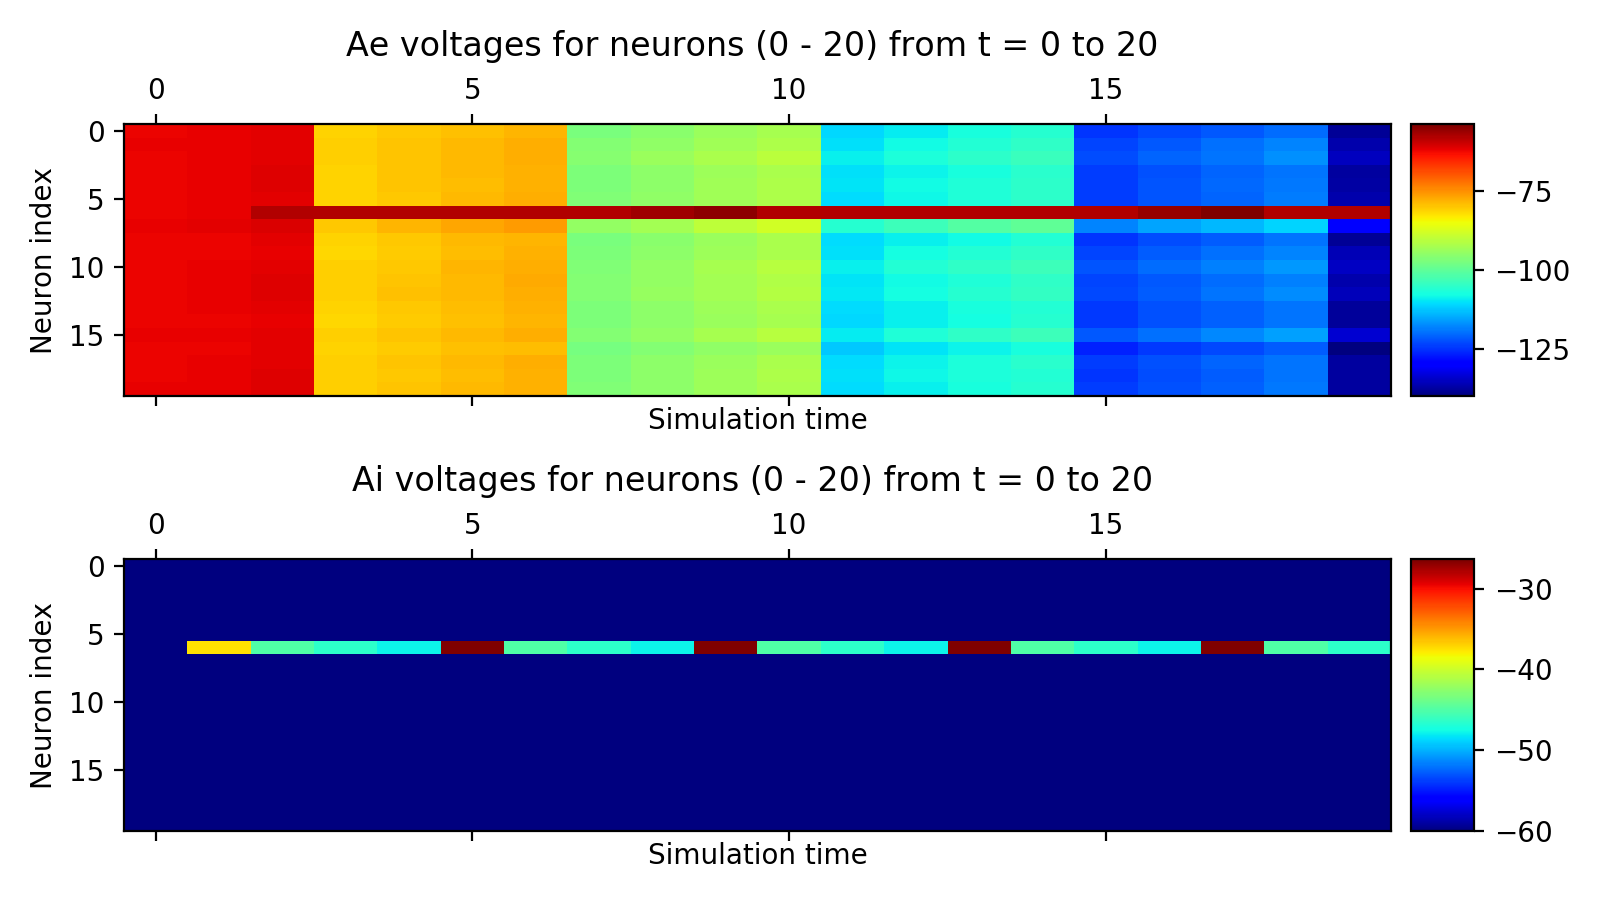 Ae voltages for neurons (0 - 20) from t = 0 to 20
0 5 10 15
Neuron index
0
5
10
15
Simulation time
−75
−100
−125
Ai voltages for neurons (0 - 20) from t = 0 to 20
0 5 10 15
Neuron index
0
5
10
15
Simulation time
−30
−40
−50
−60